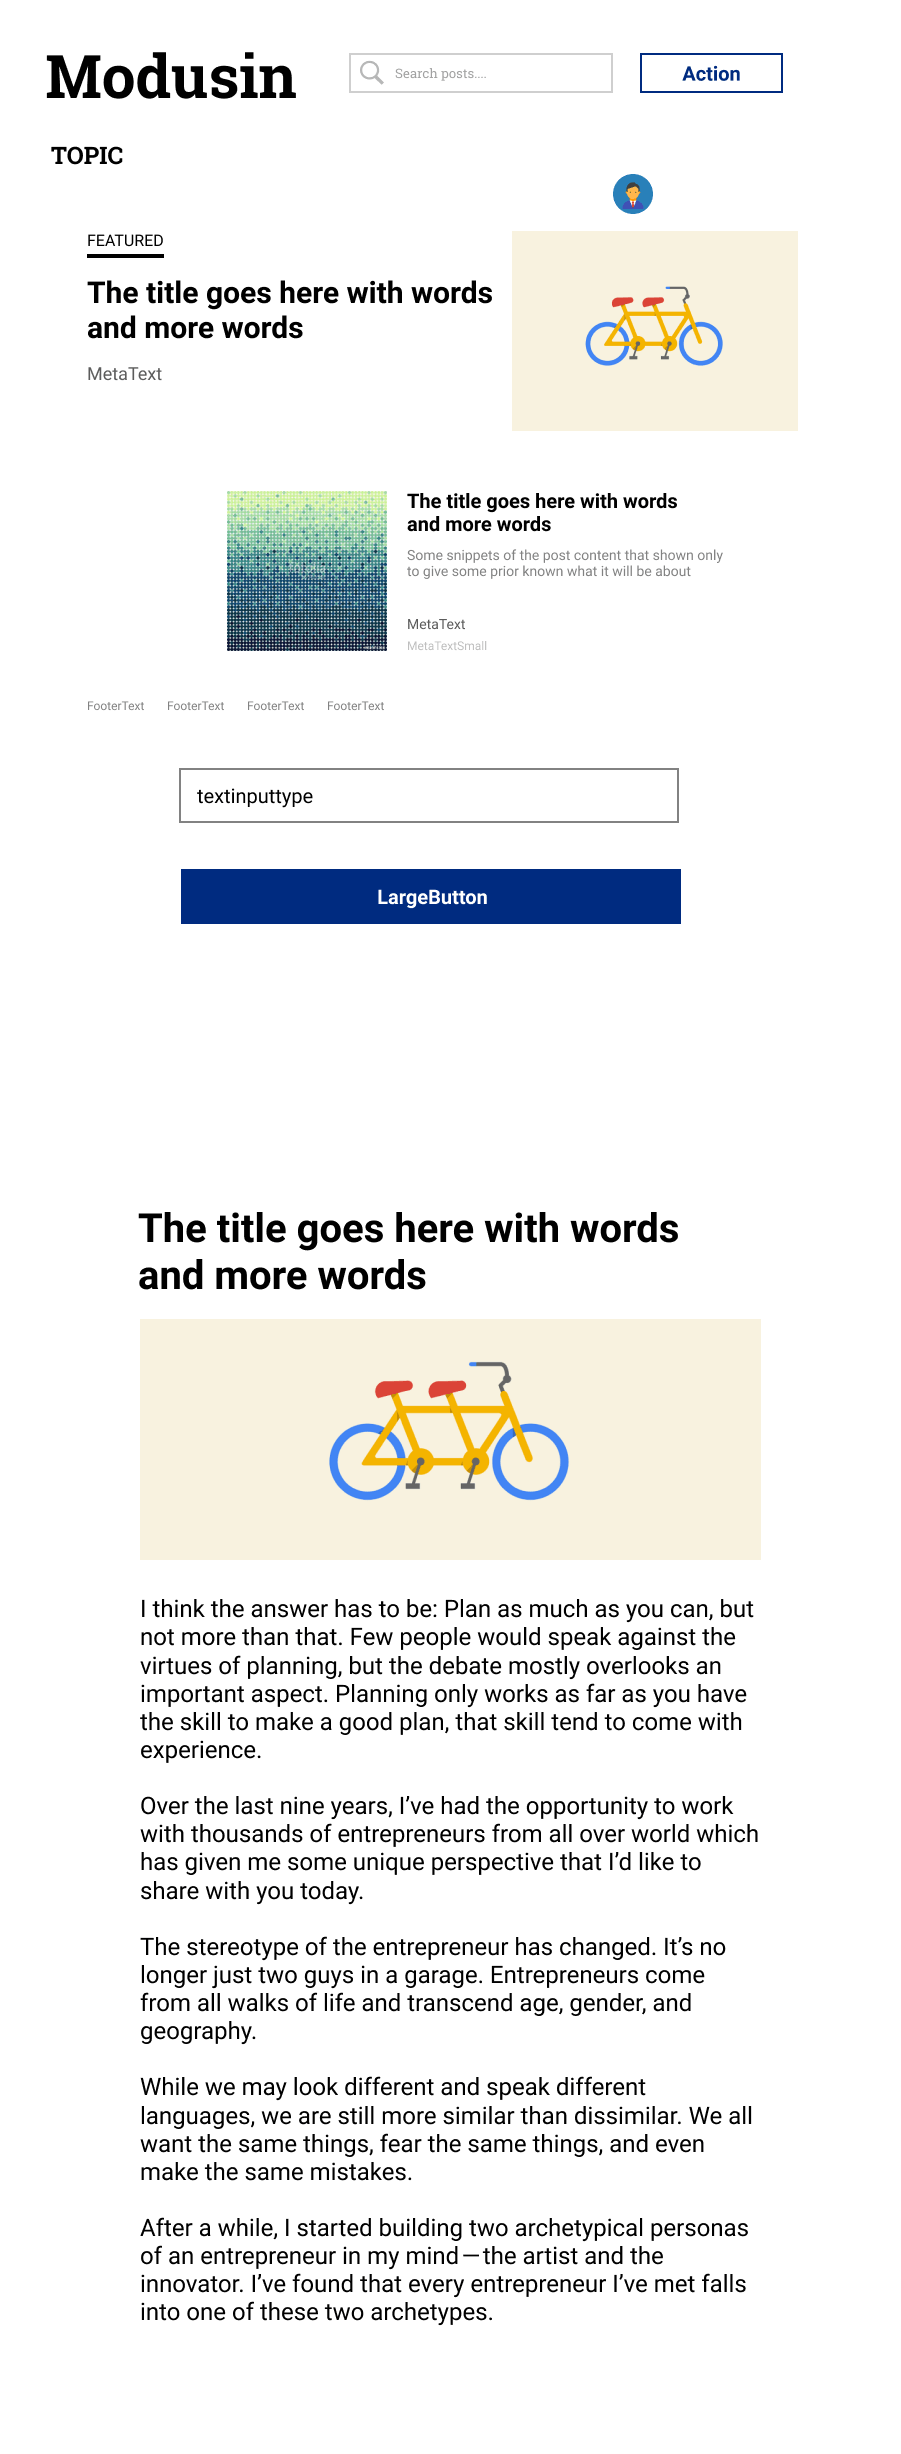 Modusin
Search posts....
Action
TOPIC
FEATURED
The title goes here with words
and more words
MetaText
The title goes here with words
and more words
Some snippets of the post content that shown only
to give some prior known what it will be about
MetaText
MetaTextSmall
FooterText FooterText FooterText FooterText
textinputtype
LargeButton
The title goes here with words
and more words
I think the answer has to be: Plan as much as you can, but
not more than that. Few people would speak against the
virtues of planning, but the debate mostly overlooks an
important aspect. Planning only works as far as you have
the skill to make a good plan, that skill tend to come with
experience.
Over the last nine years, I’ve had the opportunity to work
with thousands of entrepreneurs from all over world which
has given me some unique perspective that I’d like to
share with you today.
The stereotype of the entrepreneur has changed. It’s no
longer just two guys in a garage. Entrepreneurs come
from all walks of life and transcend age, gender, and
geography.
While we may look different and speak different
languages, we are still more similar than dissimilar. We all
want the same things, fear the same things, and even
make the same mistakes.
After a while, I started building two archetypical personas
of an entrepreneur in my mind — the artist and the
innovator. I’ve found that every entrepreneur I’ve met falls
into one of these two archetypes.